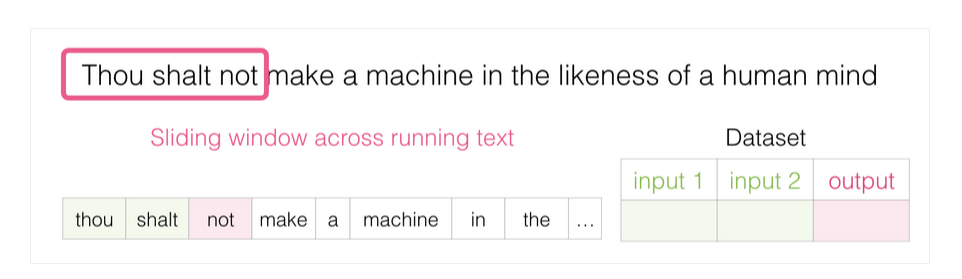 Thou shalt not make a machine in the likeness of a human mind
Sliding window across running text
Dataset
input 1 input 2 output
thou shalt not make a machine in the ...